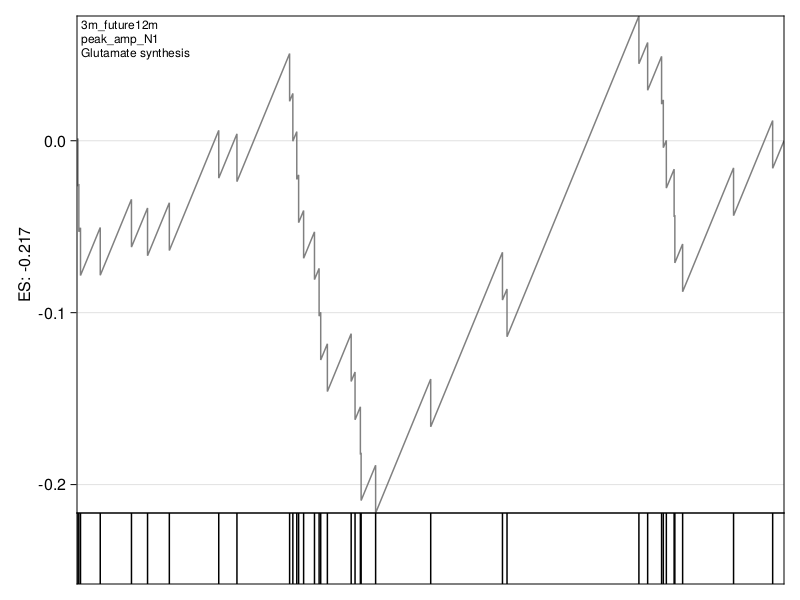 3m_future12m
peak_amp_N1
Glutamate synthesis
0.0
-0.1
-0.2
ES: -0.217